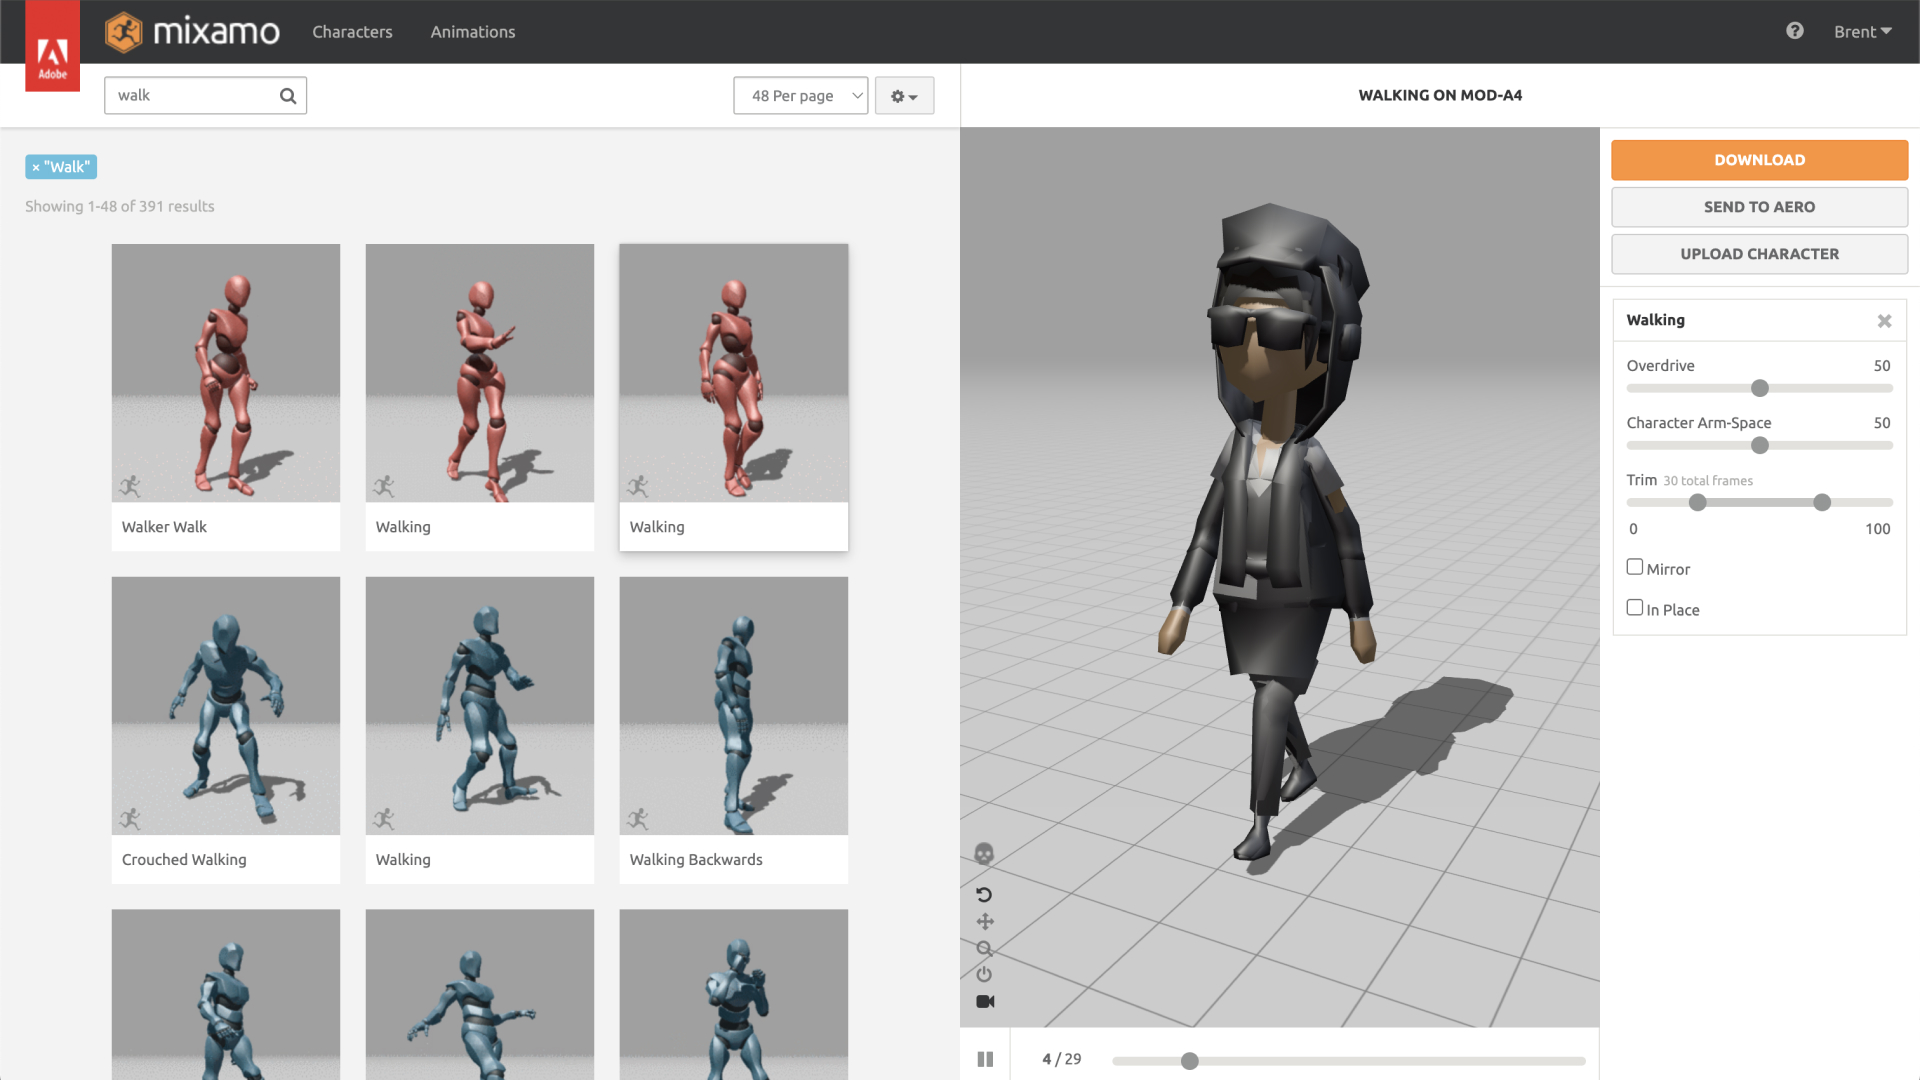 Adobe
mixamo
Characters
Animations
Brent
walk
48 Per page
WALKING ON MOD-A4
× "Walk"
Showing 1-48 of 391 results
Walker Walk
Walking
Walking
Crouched Walking
Walking
Walking Backwards
4 / 29
DOWNLOAD
SEND TO AERO
UPLOAD CHARACTER
Walking
Overdrive 50
Character Arm-Space 50
Trim 30 total frames
0 100
Mirror
In Place